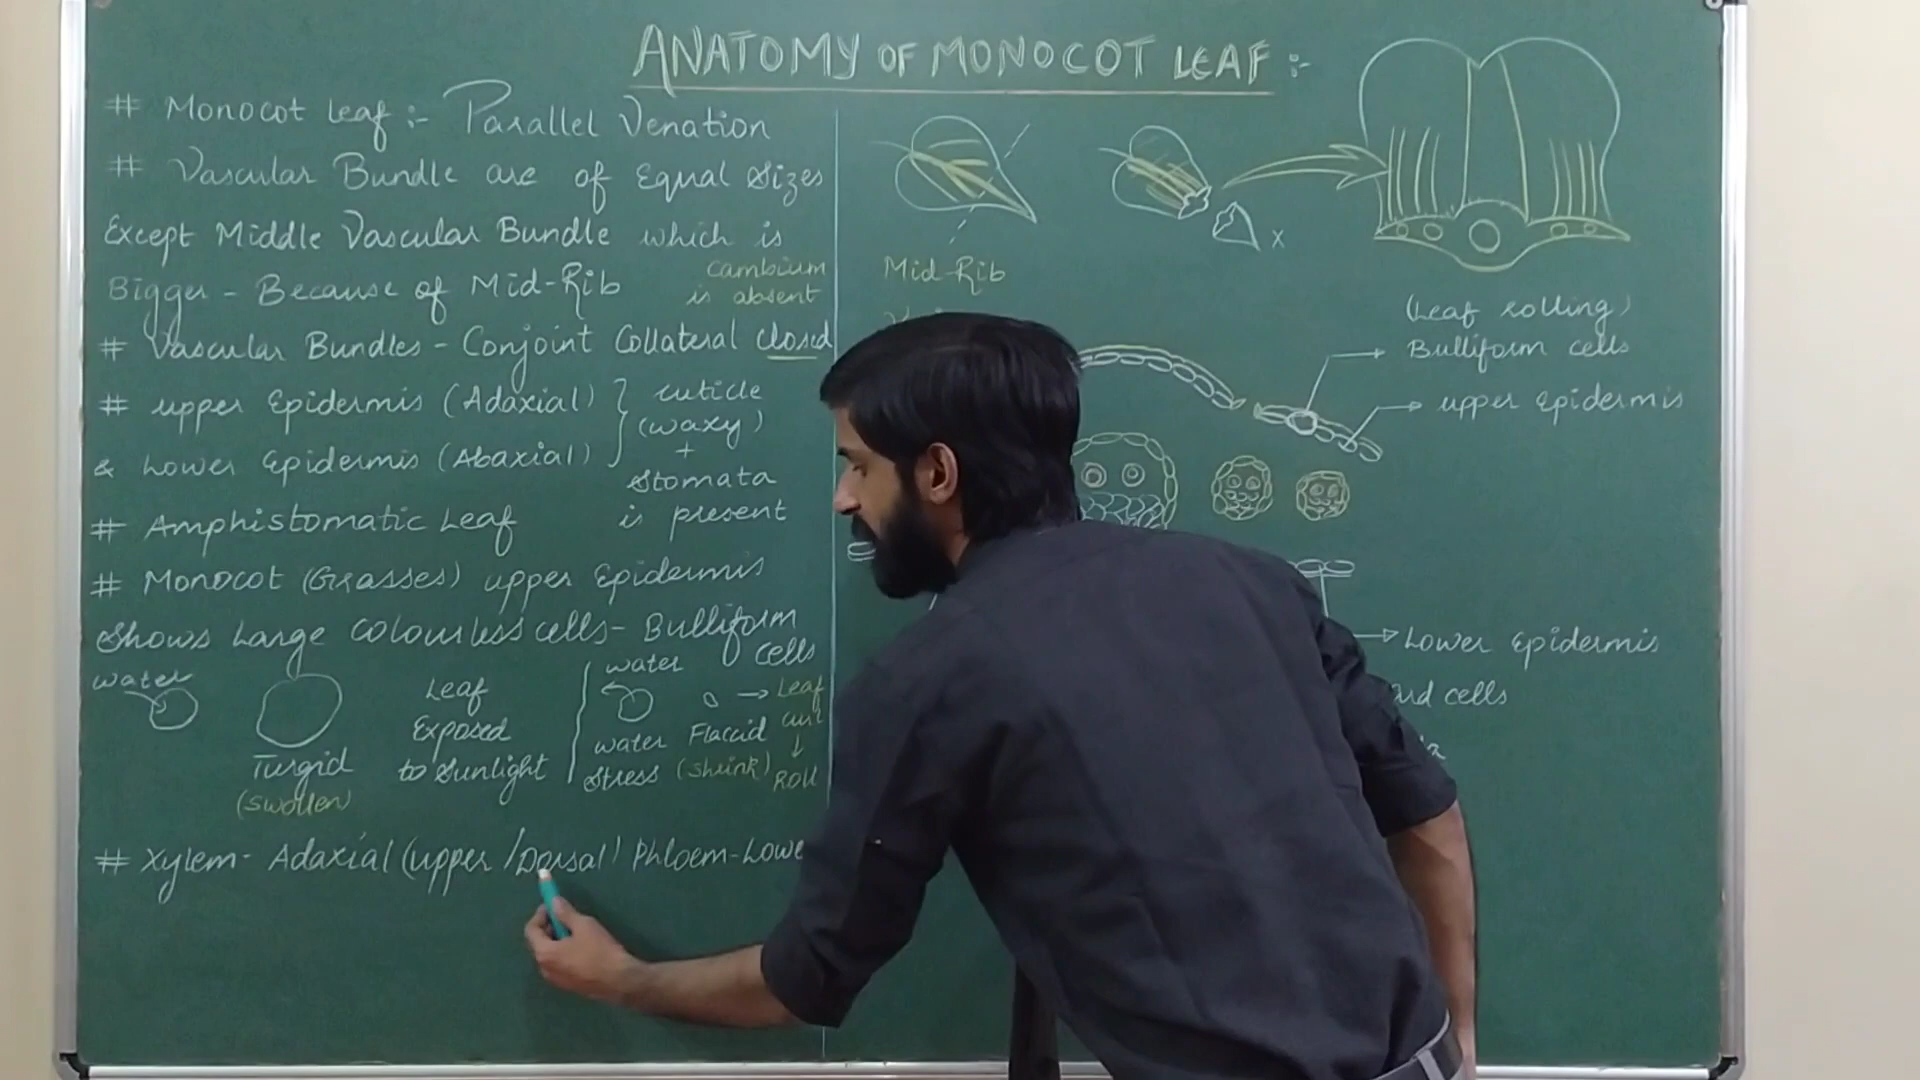 ANATOMY OF MONOCOT LEAF :-
# Monocot Leaf :- Parallel Venation
# Vascular Bundle are of Equal Sizes
Except Middle Vascular Bundle which is
Bigger - Because of Mid-Rib
cambium
is absent
# Vascular Bundles - Conjoint Collateral Closed
# upper Epidermis (Adaxial)
& Lower Epidermis (Abaxial)
cuticle
(waxy)
+
Stomata
is present
# Amphistomatic Leaf
# Monocot (Grasses) upper Epidermis
Shows Large Colourless cells - Bulliform
cells
water
Turgid
(swollen)
Leaf
Exposed
to Sunlight
water
water
Stress
Flaccid
(shrink)
→ Leaf
curl
↓
Roll
# Xylem - Adaxial (upper / Dorsal) Phloem - Lowe
x
Mid-Rib
(Leaf rolling)
Bulliform cells
upper Epidermis
Lower Epidermis
cells